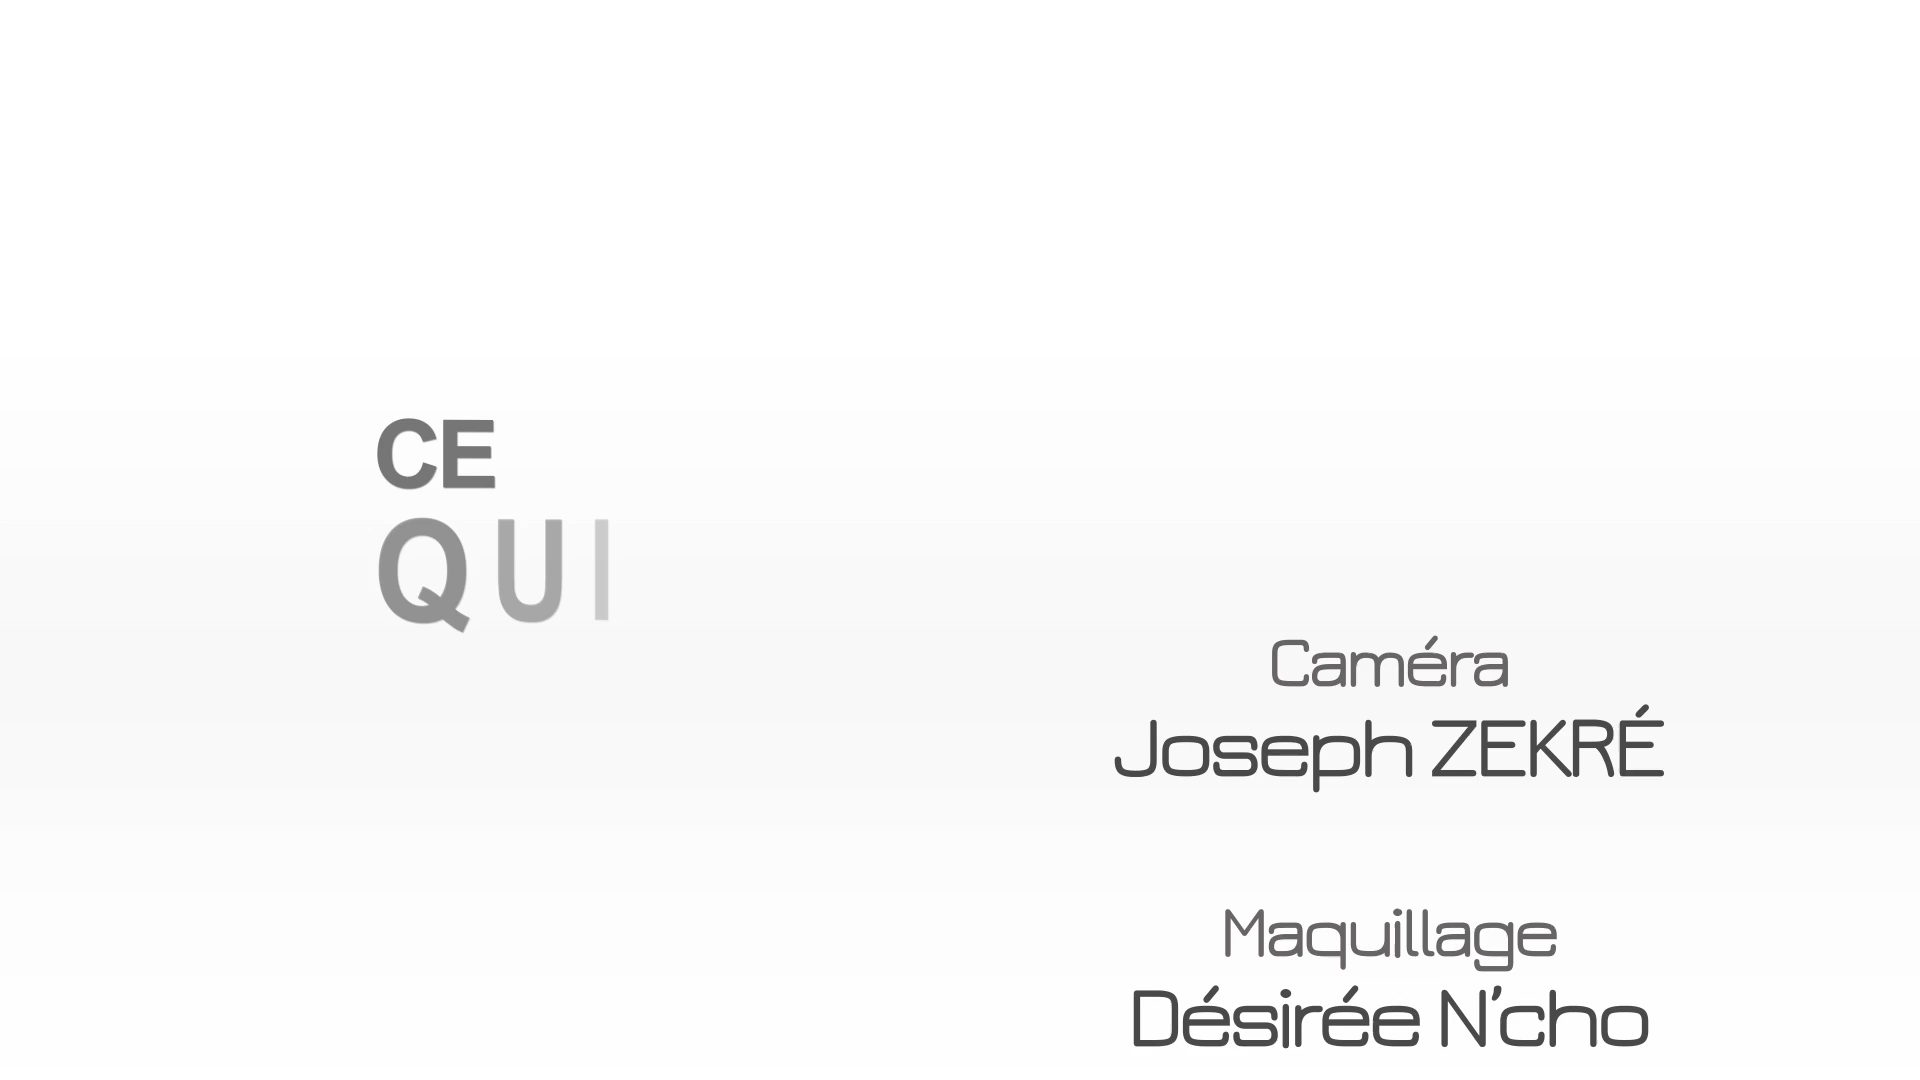 CE
QUI
Caméra
Joseph ZEKRÉ
Maquillage
Désirée N'cho